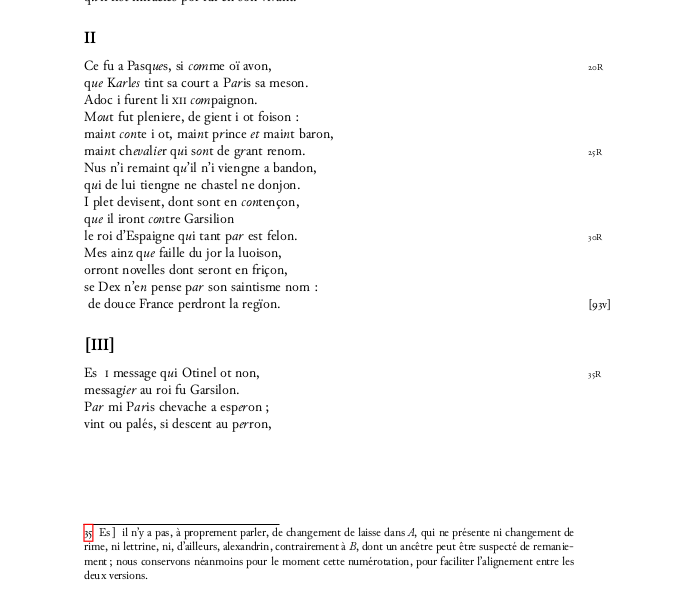 II
Ce fu a Pasques, si comme oï avon, 20R
que Karles tint sa court a Paris sa meson.
Adoc i furent li XII compaignon.
Mout fut pleniere, de gient i ot foison :
maint conte i ot, maint prince et maint baron,
maint chevalier qui sont de grant renom. 25R
Nus n'i remaint qu'il n'i viengne a bandon,
qui de lui tiengne ne chastel ne donjon.
I plet devisent, dont sont en contençon,
que il iront contre Garsilion
le roi d'Espaigne qui tant par est felon. 30R
Mes ainz que faille du jor la luoison,
orront novelles dont seront en friçon,
se Dex n'en pense par son saintisme nom :
de douce France perdront la regïon. [93v]
[III]
Es I message qui Otinel ot non, 35R
messagier au roi fu Garsilon.
Par mi Paris chevache a esperon ;
vint ou palés, si descent au perron,
35 Es] il n'y a pas, à proprement parler, de changement de laisse dans A, qui ne présente ni changement de
rime, ni lettrine, ni, d'ailleurs, alexandrin, contrairement à B, dont un ancêtre peut être suspecté de remanie-
ment ; nous conservons néanmoins pour le moment cette numérotation, pour faciliter l'alignement entre les
deux versions.